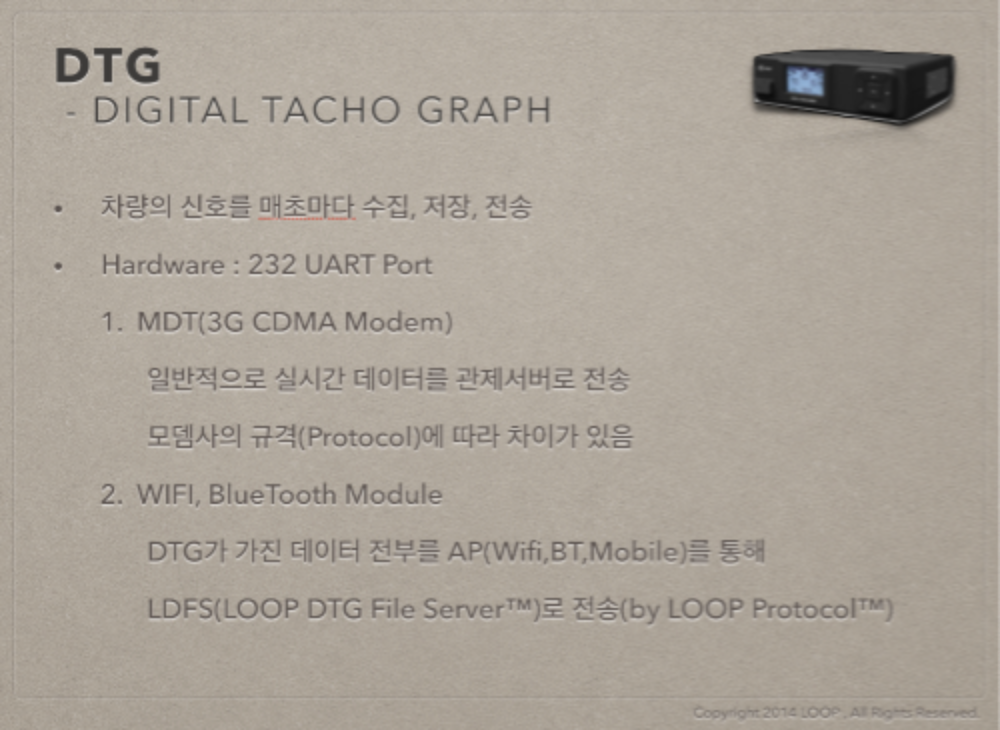 DTG
- DIGITAL TACHO GRAPH
• 차량의 신호를 매초마다 수집, 저장, 전송
• Hardware : 232 UART Port
1. MDT(3G CDMA Modem)
일반적으로 실시간 데이터를 관제서버로 전송
모뎀사의 규격(Protocol)에 따라 차이가 있음
2. WIFI, BlueTooth Module
DTG가 가진 데이터 전부를 AP(Wifi,BT,Mobile)를 통해
LDFS(LOOP DTG File Server™)로 전송(by LOOP Protocol™)
Copyright 2014 LOOP , All Rights Reserved.